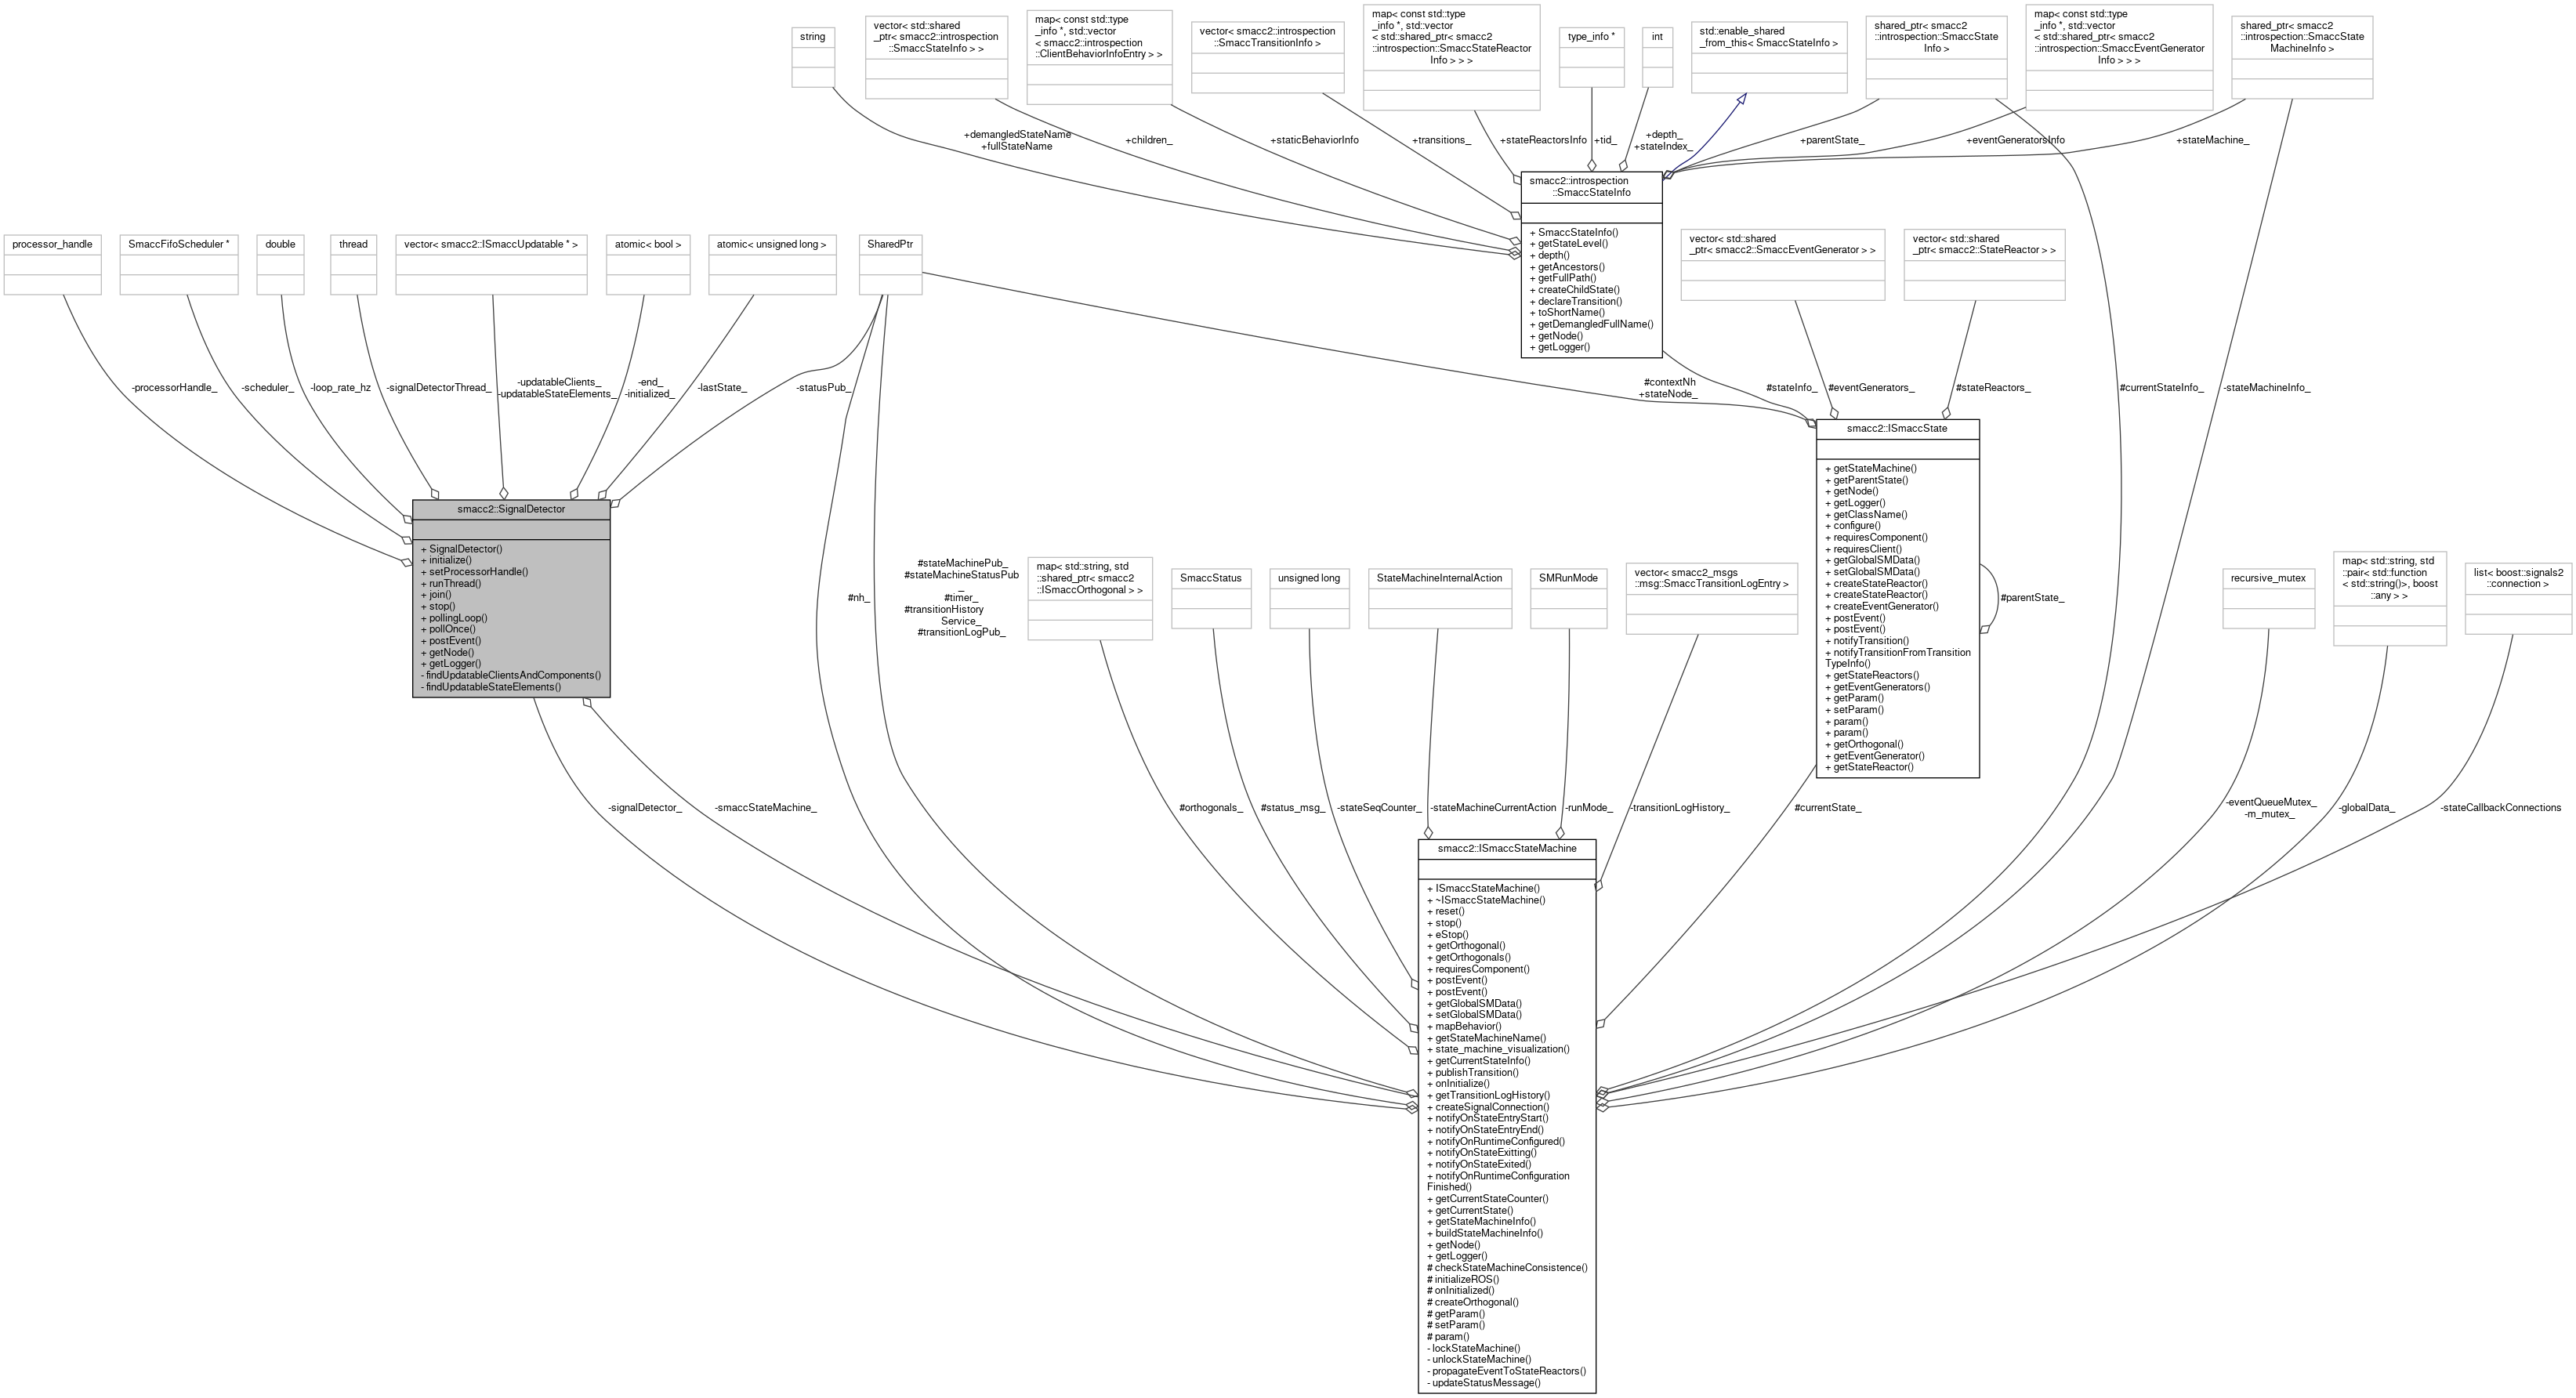 string
vector< std::shared
_ptr< smacc2::introspection
::SmaccStateInfo > >
map< const std::type
_info *, std::vector
< smacc2::introspection
::ClientBehaviorInfoEntry > >
vector< smacc2::introspection
::SmaccTransitionInfo >
map< const std::type
_info *, std::vector
< std::shared_ptr< smacc2
::introspection::SmaccStateReactor
Info > > >
type_info *
int
std::enable_shared
_from_this< SmaccStateInfo >
shared_ptr< smacc2
::introspection::SmaccState
Info >
map< const std::type
_info *, std::vector
< std::shared_ptr< smacc2
::introspection::SmaccEventGenerator
Info > > >
shared_ptr< smacc2
::introspection::SmaccState
MachineInfo >
+demangledStateName
+fullStateName
+children_
+staticBehaviorInfo
+transitions_
+stateReactorsInfo
+tid_
+depth_
+stateIndex_
+parentState_
+eventGeneratorsInfo
+stateMachine_
smacc2::introspection
::SmaccStateInfo
+ SmaccStateInfo()
+ getStateLevel()
+ depth()
+ getAncestors()
+ getFullPath()
+ createChildState()
+ declareTransition()
+ toShortName()
+ getDemangledFullName()
+ getNode()
+ getLogger()
processor_handle
SmaccFifoScheduler *
double
thread
vector< smacc2::ISmaccUpdatable * >
atomic< bool >
atomic< unsigned long >
SharedPtr
vector< std::shared
_ptr< smacc2::SmaccEventGenerator > >
vector< std::shared
_ptr< smacc2::StateReactor > >
-processorHandle_
-scheduler_
-loop_rate_hz
-signalDetectorThread_
-updatableClients_
-updatableStateElements_
-end_
-initialized_
-lastState_
-statusPub_
#contextNh
+stateNode_
#stateInfo_
#eventGenerators_
#stateReactors_
#currentStateInfo_
-stateMachineInfo_
smacc2::SignalDetector
+ SignalDetector()
+ initialize()
+ setProcessorHandle()
+ runThread()
+ join()
+ stop()
+ pollingLoop()
+ pollOnce()
+ postEvent()
+ getNode()
+ getLogger()
- findUpdatableClientsAndComponents()
- findUpdatableStateElements()
smacc2::ISmaccState
+ getStateMachine()
+ getParentState()
+ getNode()
+ getLogger()
+ getClassName()
+ configure()
+ requiresComponent()
+ requiresClient()
+ getGlobalSMData()
+ setGlobalSMData()
+ createStateReactor()
+ createStateReactor()
+ createEventGenerator()
+ postEvent()
+ postEvent()
+ notifyTransition()
+ notifyTransitionFromTransition
TypeInfo()
+ getStateReactors()
+ getEventGenerators()
+ getParam()
+ setParam()
+ param()
+ param()
+ getOrthogonal()
+ getEventGenerator()
+ getStateReactor()
#parentState_
#nh_
#stateMachinePub_
#stateMachineStatusPub
_
#timer_
#transitionHistory
Service_
#transitionLogPub_
map< std::string, std
::shared_ptr< smacc2
::ISmaccOrthogonal > >
SmaccStatus
unsigned long
StateMachineInternalAction
SMRunMode
vector< smacc2_msgs
::msg::SmaccTransitionLogEntry >
recursive_mutex
map< std::string, std
::pair< std::function
< std::string()>, boost
::any > >
list< boost::signals2
::connection >
-signalDetector_
-smaccStateMachine_
#orthogonals_
#status_msg_
-stateSeqCounter_
-stateMachineCurrentAction
-runMode_
-transitionLogHistory_
#currentState_
-eventQueueMutex_
-m_mutex_
-globalData_
-stateCallbackConnections
smacc2::ISmaccStateMachine
+ ISmaccStateMachine()
+ ~ISmaccStateMachine()
+ reset()
+ stop()
+ eStop()
+ getOrthogonal()
+ getOrthogonals()
+ requiresComponent()
+ postEvent()
+ postEvent()
+ getGlobalSMData()
+ setGlobalSMData()
+ mapBehavior()
+ getStateMachineName()
+ state_machine_visualization()
+ getCurrentStateInfo()
+ publishTransition()
+ onInitialize()
+ getTransitionLogHistory()
+ createSignalConnection()
+ notifyOnStateEntryStart()
+ notifyOnStateEntryEnd()
+ notifyOnRuntimeConfigured()
+ notifyOnStateExitting()
+ notifyOnStateExited()
+ notifyOnRuntimeConfiguration
Finished()
+ getCurrentStateCounter()
+ getCurrentState()
+ getStateMachineInfo()
+ buildStateMachineInfo()
+ getNode()
+ getLogger()
# checkStateMachineConsistence()
# initializeROS()
# onInitialized()
# createOrthogonal()
# getParam()
# setParam()
# param()
- lockStateMachine()
- unlockStateMachine()
- propagateEventToStateReactors()
- updateStatusMessage()